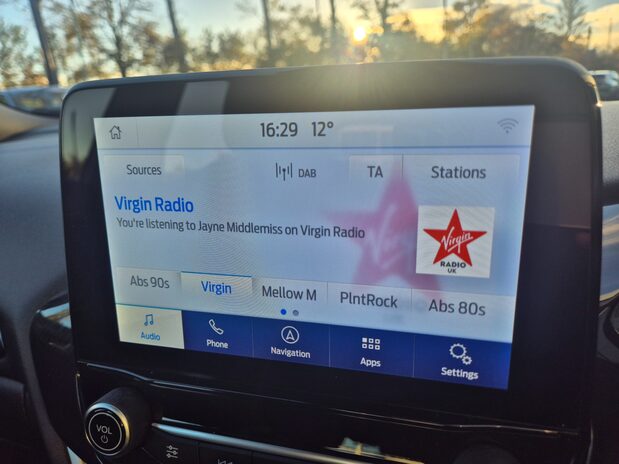 16:29 12°
Sources DAB TA Stations
Virgin Radio
You're listening to Jayne Middlemiss on Virgin Radio
Virgin
RADIO
UK
Abs 90s Virgin Mellow M PlntRock Abs 80s
Audio Phone Navigation Apps Settings
VOL